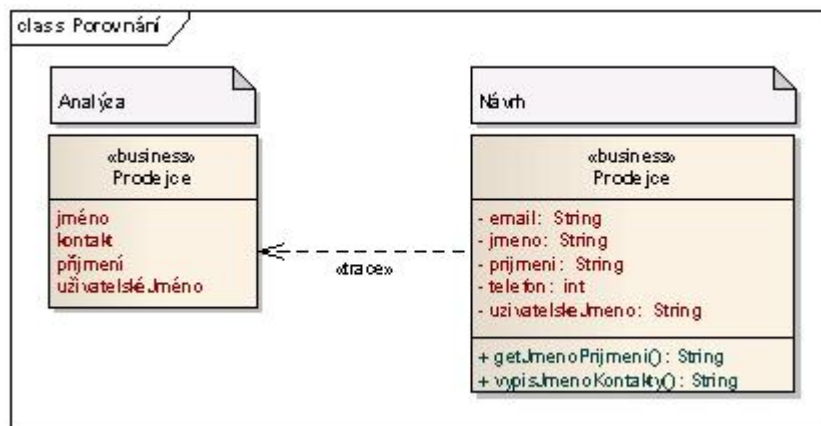 class Porovnání
Analýza
«business»
Prodejce
jméno
kontakt
příjmení
uživatelskéJméno
«trace»
Návrh
«business»
Prodejce
- email: String
- jmeno: String
- prijmeni: String
- telefon: int
- uzivatelskeJmeno: String
+ getJmenoPrijmeni() : String
+ vypisJmenoKontakty() : String